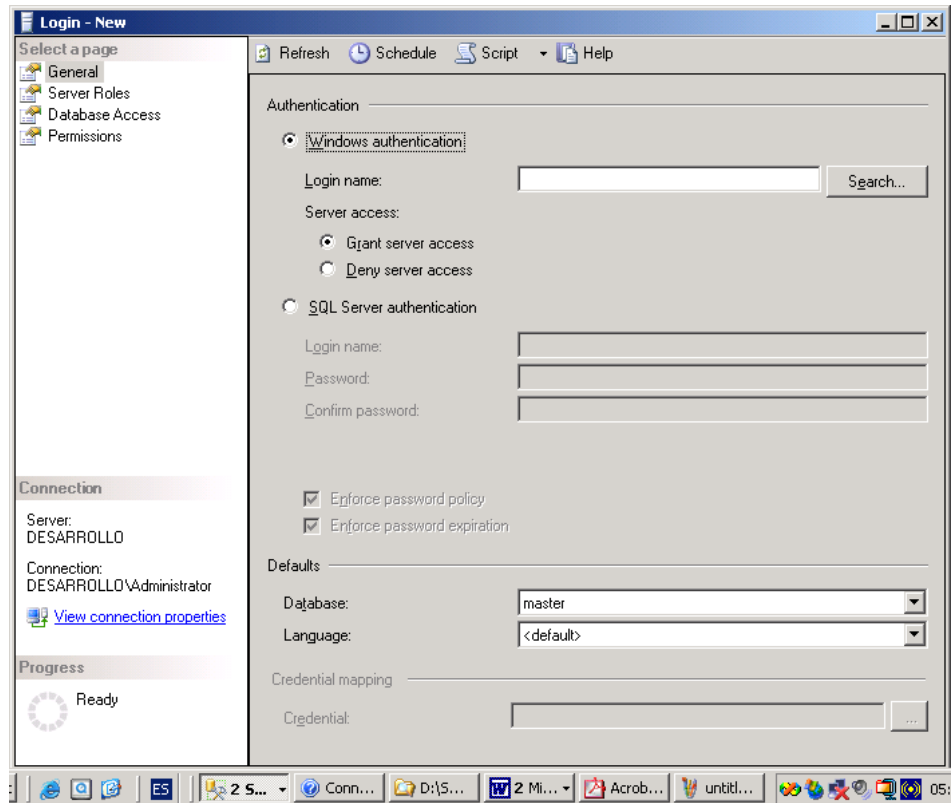 Login - New
Select a page
General
Server Roles
Database Access
Permissions
Refresh Schedule Script Help
Authentication
Windows authentication
Login name: Search...
Server access:
Grant server access
Deny server access
SQL Server authentication
Login name:
Password:
Confirm password:
Enforce password policy
Enforce password expiration
Defaults
Database: master
Language: <default>
Credential mapping
Credential: ...
Connection
Server:
DESARROLLO
Connection:
DESARROLLO\Administrator
View connection properties
Progress
Ready
ES 2 S... Conn... D:\S... 2 Mi... Acrob... untitl... 05